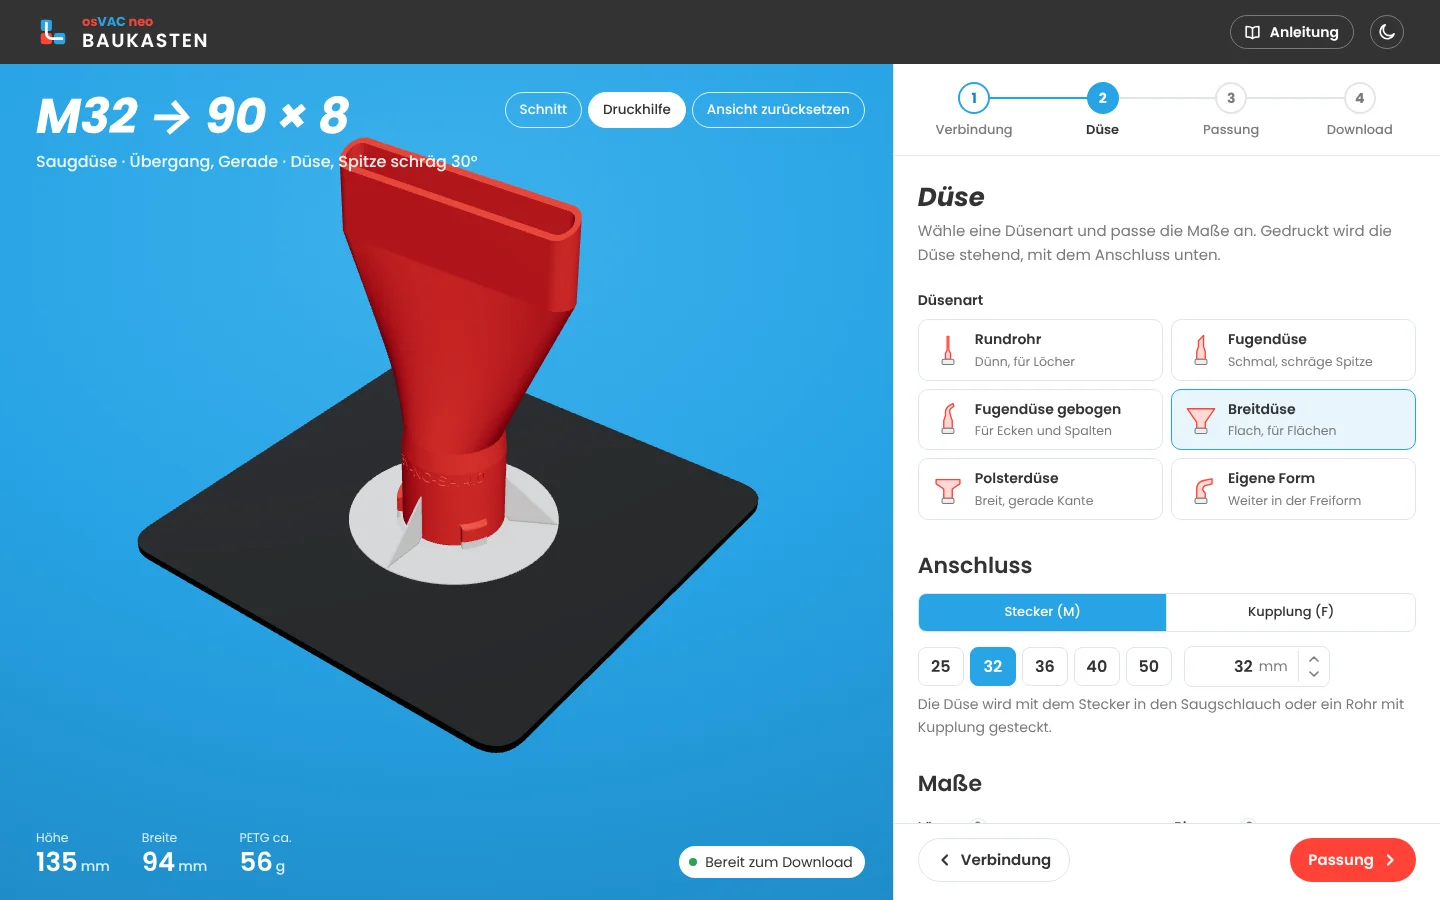 osVAC neo
BAUKASTEN
Anleitung
M32 → 90 × 8
Saugdüse · Übergang, Gerade · Düse, Spitze schräg 30°
Schnitt
Druckhilfe
Ansicht zurücksetzen
Höhe
135 mm
Breite
94 mm
PETG ca.
56 g
Bereit zum Download
1
Verbindung
2
Düse
3
Passung
4
Download
Düse
Wähle eine Düsenart und passe die Maße an. Gedruckt wird die
Düse stehend, mit dem Anschluss unten.
Düsenart
Rundrohr
Dünn, für Löcher
Fugendüse
Schmal, schräge Spitze
Fugendüse gebogen
Für Ecken und Spalten
Breitdüse
Flach, für Flächen
Polsterdüse
Breit, gerade Kante
Eigene Form
Weiter in der Freiform
Anschluss
Stecker (M)
Kupplung (F)
25
32
36
40
50
32 mm
Die Düse wird mit dem Stecker in den Saugschlauch oder ein Rohr mit
Kupplung gesteckt.
Maße
Verbindung
Passung